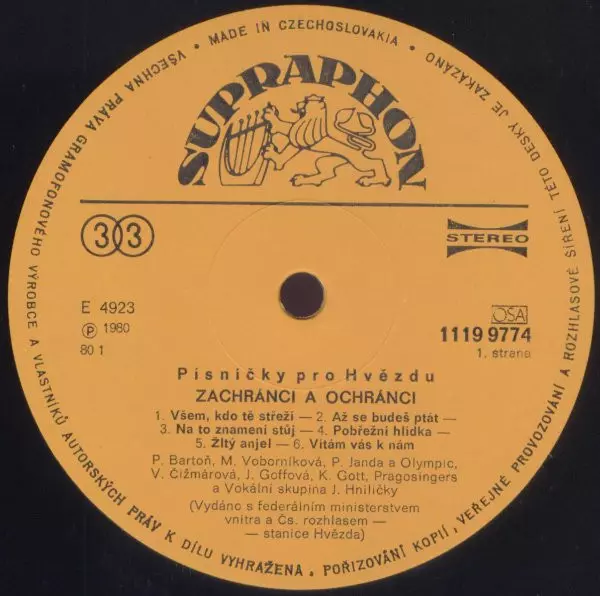 • MADE IN CZECHOSLOVAKIA •
VŠECHNA PRÁVA GRAMOFONOVÉHO VÝROBCE A VLASTNÍKŮ AUTORSKÝCH PRÁV K DÍLU VYHRAŽENA. POŘIZOVÁNÍ KOPIÍ, VEŘEJNÉ PROVOZOVÁNÍ A ROZHLASOVÉ ŠÍŘENÍ TÉTO DESKY JE ZAKÁZÁNO
SUPRAPHON
33
STEREO
E 4923
Ⓟ 1980
80 1
OSA
1119 9774
1. strana
Písničky pro Hvězdu
ZACHRÁNCI A OCHRÁNCI
1. Všem, kdo tě střeží — 2. Až se budeš ptát —
3. Na to znamení stůj — 4. Pobřežní hlídka —
5. Žltý anjel — 6. Vítám vás k nám
P. Bartoň, M. Voborníková, P. Janda a Olympic,
V. Čižmárová, J. Goffová, K. Gott, Pragosingers
a Vokální skupina J. Hniličky
(Vydáno s federálním ministerstvem
vnitra a Čs. rozhlasem —
— stanice Hvězda)